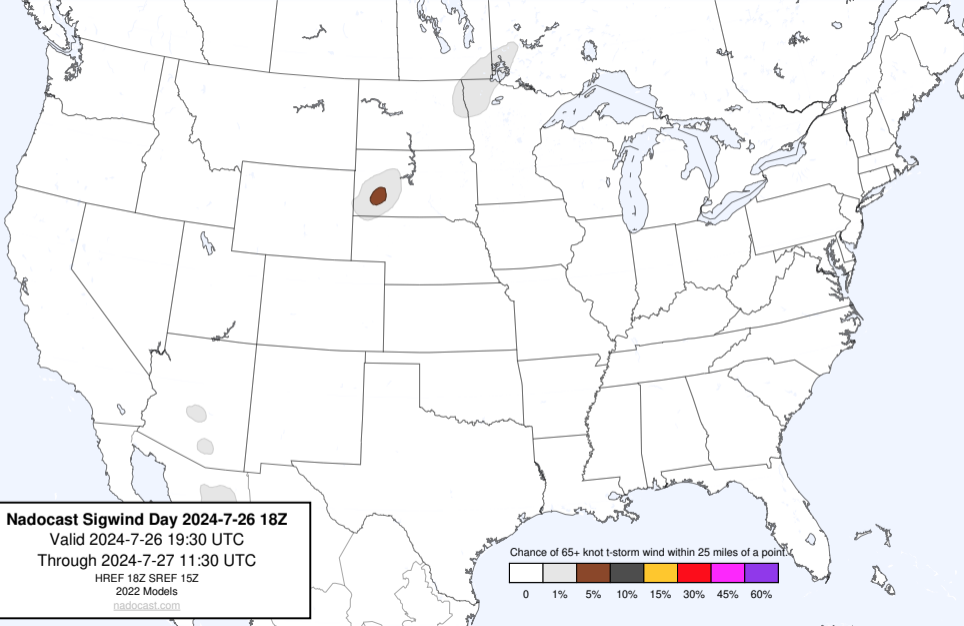 Nadocast Sigwind Day 2024-7-26 18Z
Valid 2024-7-26 19:30 UTC
Through 2024-7-27 11:30 UTC
HREF 18Z SREF 15Z
2022 Models
nadocast.com
Chance of 65+ knot t-storm wind within 25 miles of a point.
0 1% 5% 10% 15% 30% 45% 60%